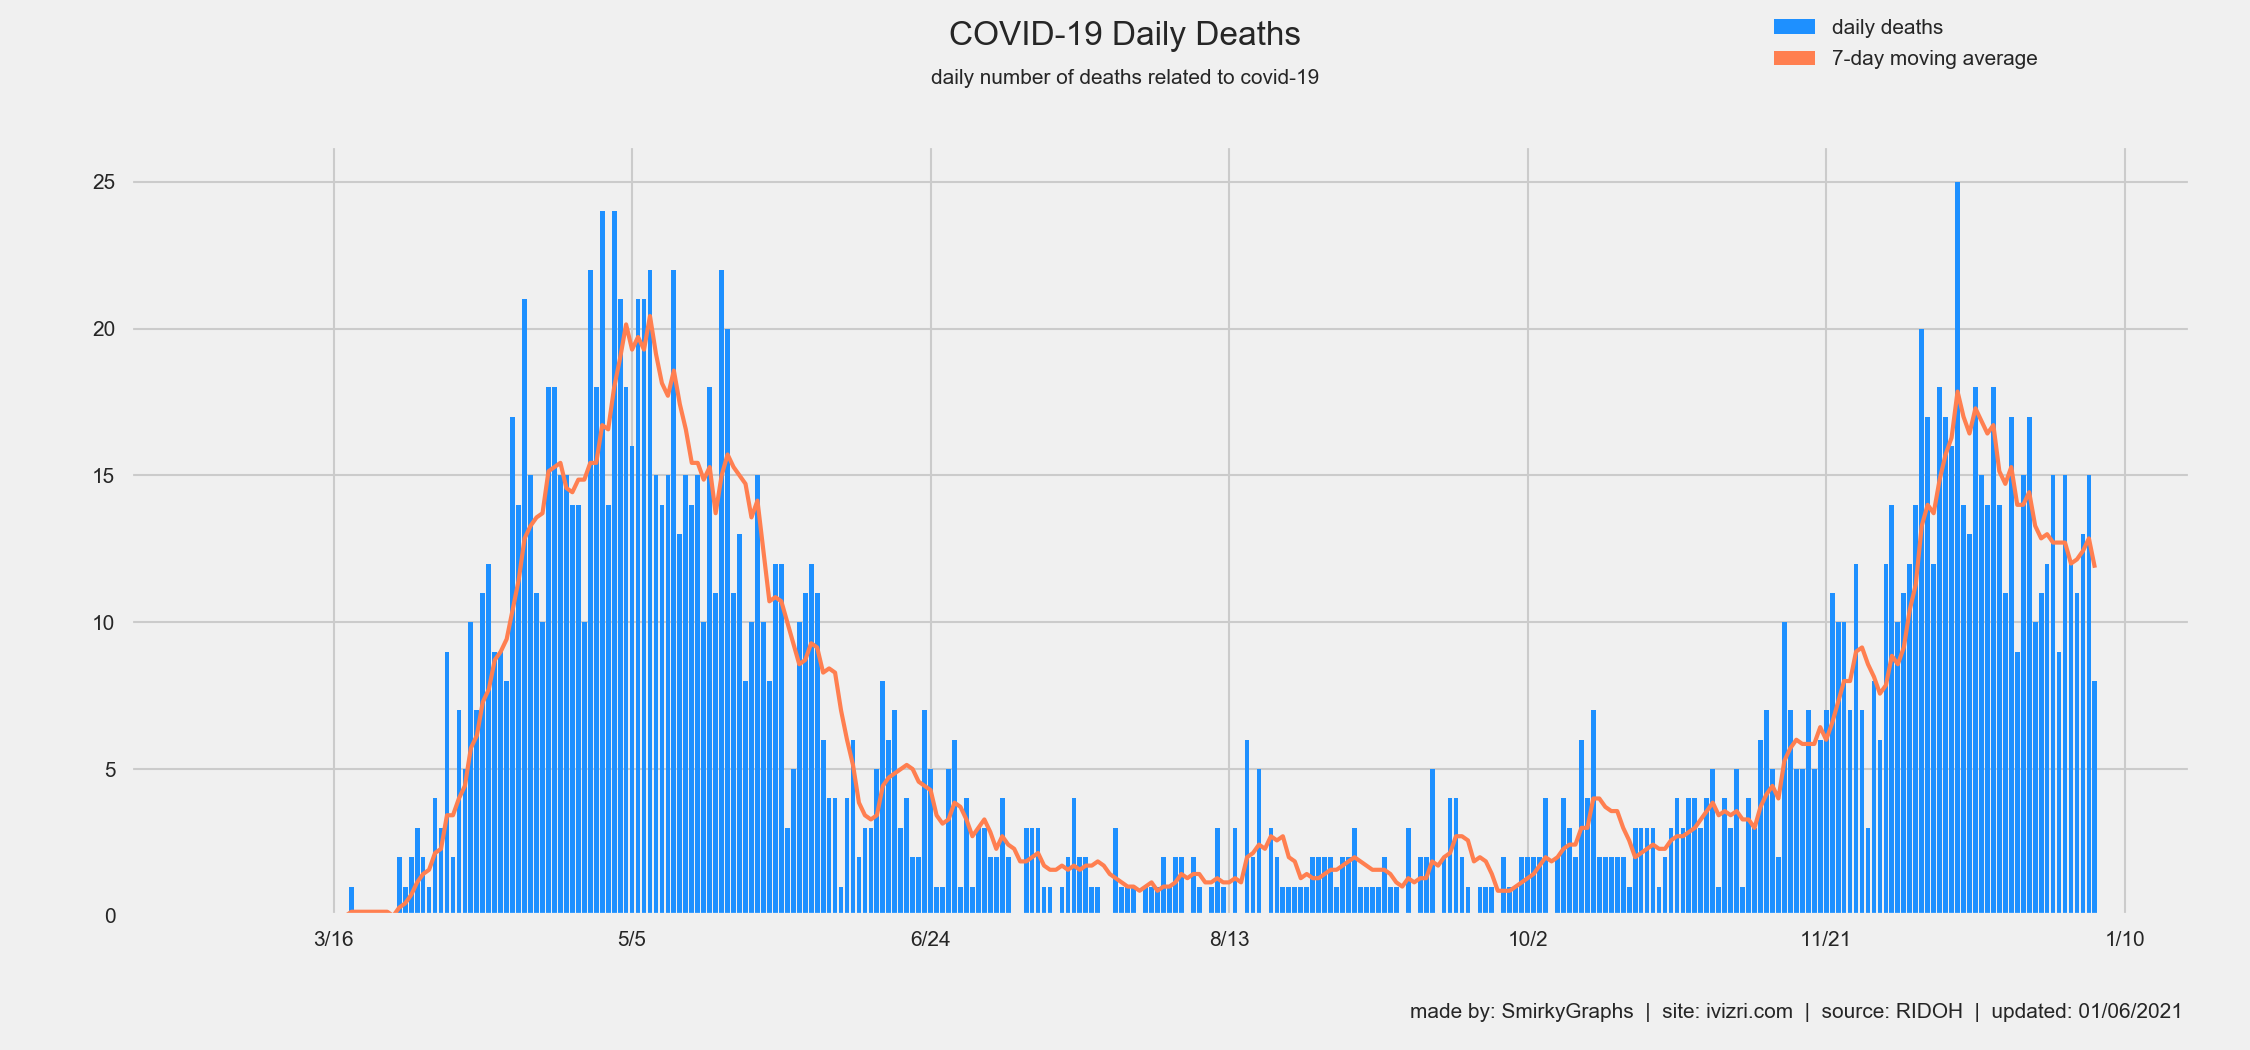 COVID-19 Daily Deaths
daily number of deaths related to covid-19
daily deaths
7-day moving average
25
20
15
10
5
0
3/16 5/5 6/24 8/13 10/2 11/21 1/10
made by: SmirkyGraphs | site: ivizri.com | source: RIDOH | updated: 01/06/2021